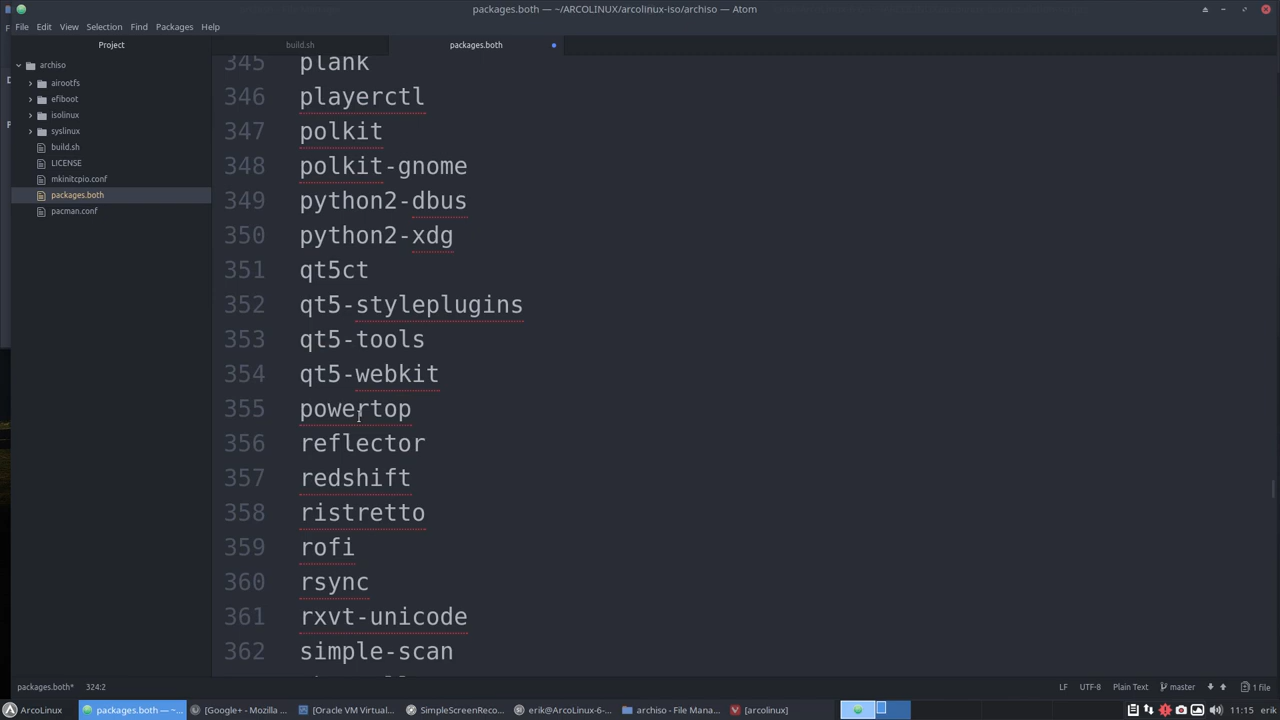 packages.both — ~/ARCOLINUX/arcolinux-iso/archiso — Atom
File Edit View Selection Find Packages Help
Project
build.sh
packages.both
archiso
airootfs
efiboot
isolinux
syslinux
build.sh
LICENSE
mkinitcpio.conf
packages.both
pacman.conf
345 plank
346 playerctl
347 polkit
348 polkit-gnome
349 python2-dbus
350 python2-xdg
351 qt5ct
352 qt5-styleplugins
353 qt5-tools
354 qt5-webkit
355 powertop
356 reflector
357 redshift
358 ristretto
359 rofi
360 rsync
361 rxvt-unicode
362 simple-scan
packages.both* 324:2 LF UTF-8 Plain Text master 1 file
ArcoLinux packages.both — ~... [Google+ - Mozilla ... [Oracle VM Virtual... SimpleScreenReco... erik@ArcoLinux-6-... archiso - File Mana... [arcolinux] 11:15 erik